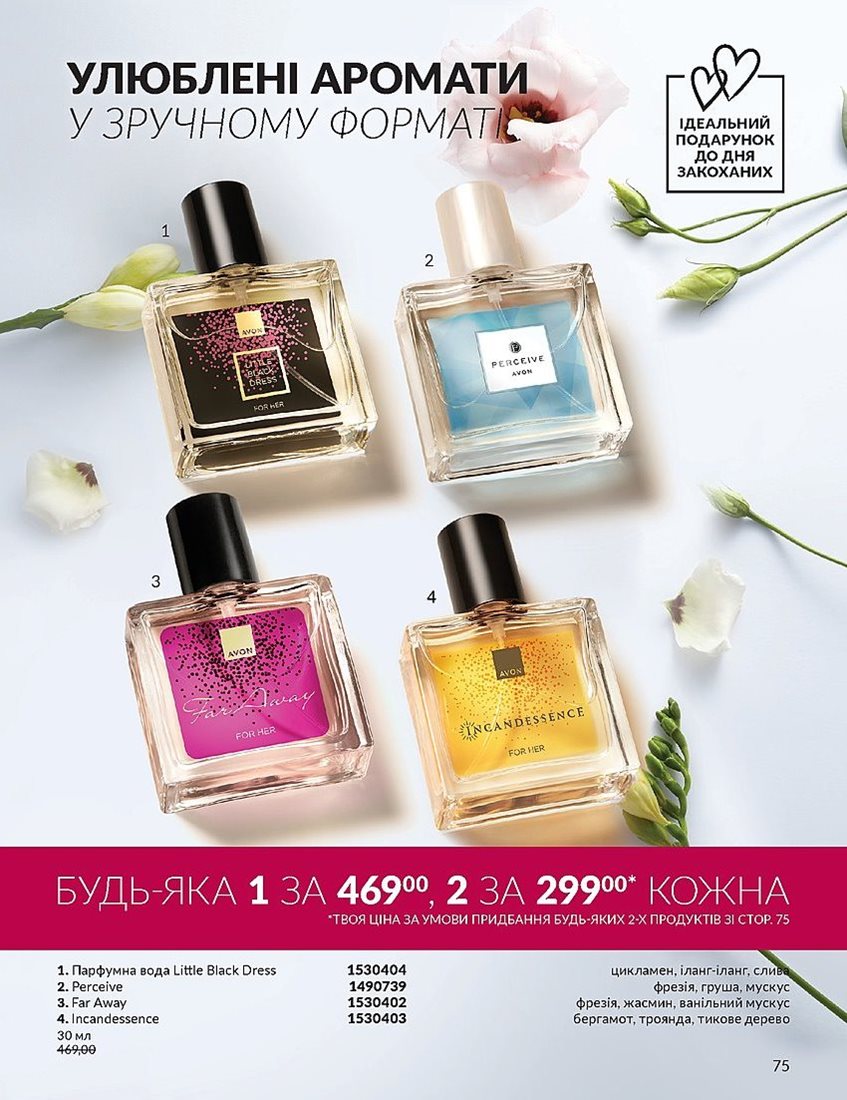 УЛЮБЛЕНІ АРОМАТИ
У ЗРУЧНОМУ ФОРМАТІ
ІДЕАЛЬНИЙ
ПОДАРУНОК
ДО ДНЯ
ЗАКОХАНИХ
1
AVON
LITTLE
BLACK
DRESS
FOR HER
2
P
PERCEIVE
AVON
3
AVON
Far Away
FOR HER
4
AVON
INCANDESSENCE
FOR HER
БУДЬ-ЯКА 1 ЗА 469⁰⁰, 2 ЗА 299⁰⁰* КОЖНА
*ТВОЯ ЦІНА ЗА УМОВИ ПРИДБАННЯ БУДЬ-ЯКИХ 2-Х ПРОДУКТІВ ЗІ СТОР. 75
1. Парфумна вода Little Black Dress 1530404 цикламен, іланг-іланг, слива
2. Perceive 1490739 фрезія, груша, мускус
3. Far Away 1530402 фрезія, жасмин, ванільний мускус
4. Incandessence 1530403 бергамот, троянда, тикове дерево
30 мл
469,00
75